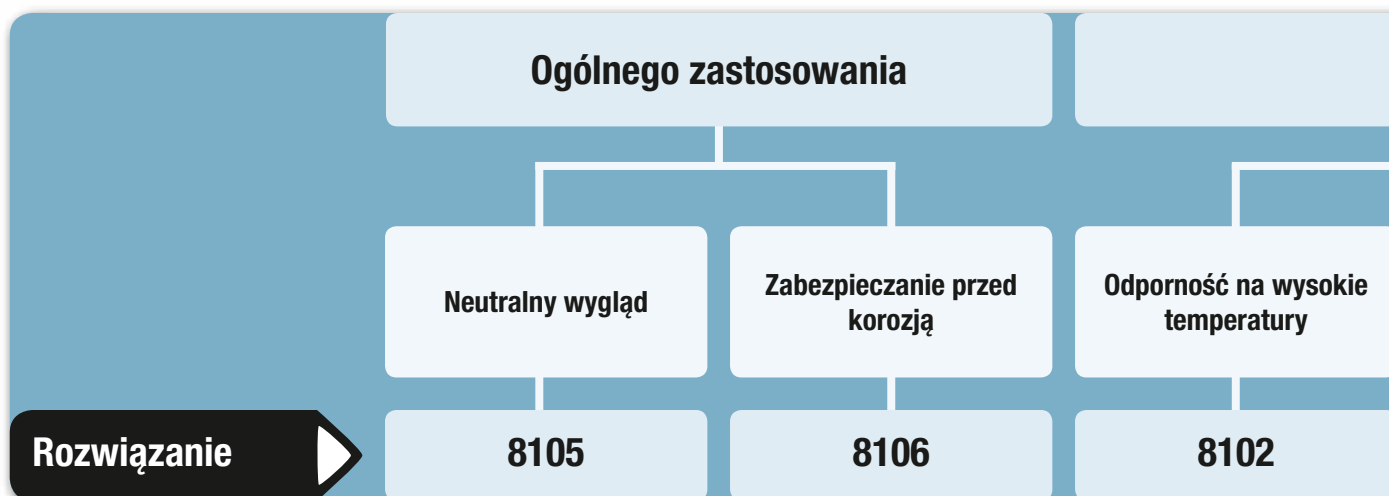 Ogólnego zastosowania
Neutralny wygląd
Zabezpieczanie przed
korozją
Odporność na wysokie
temperatury
Rozwiązanie
8105
8106
8102